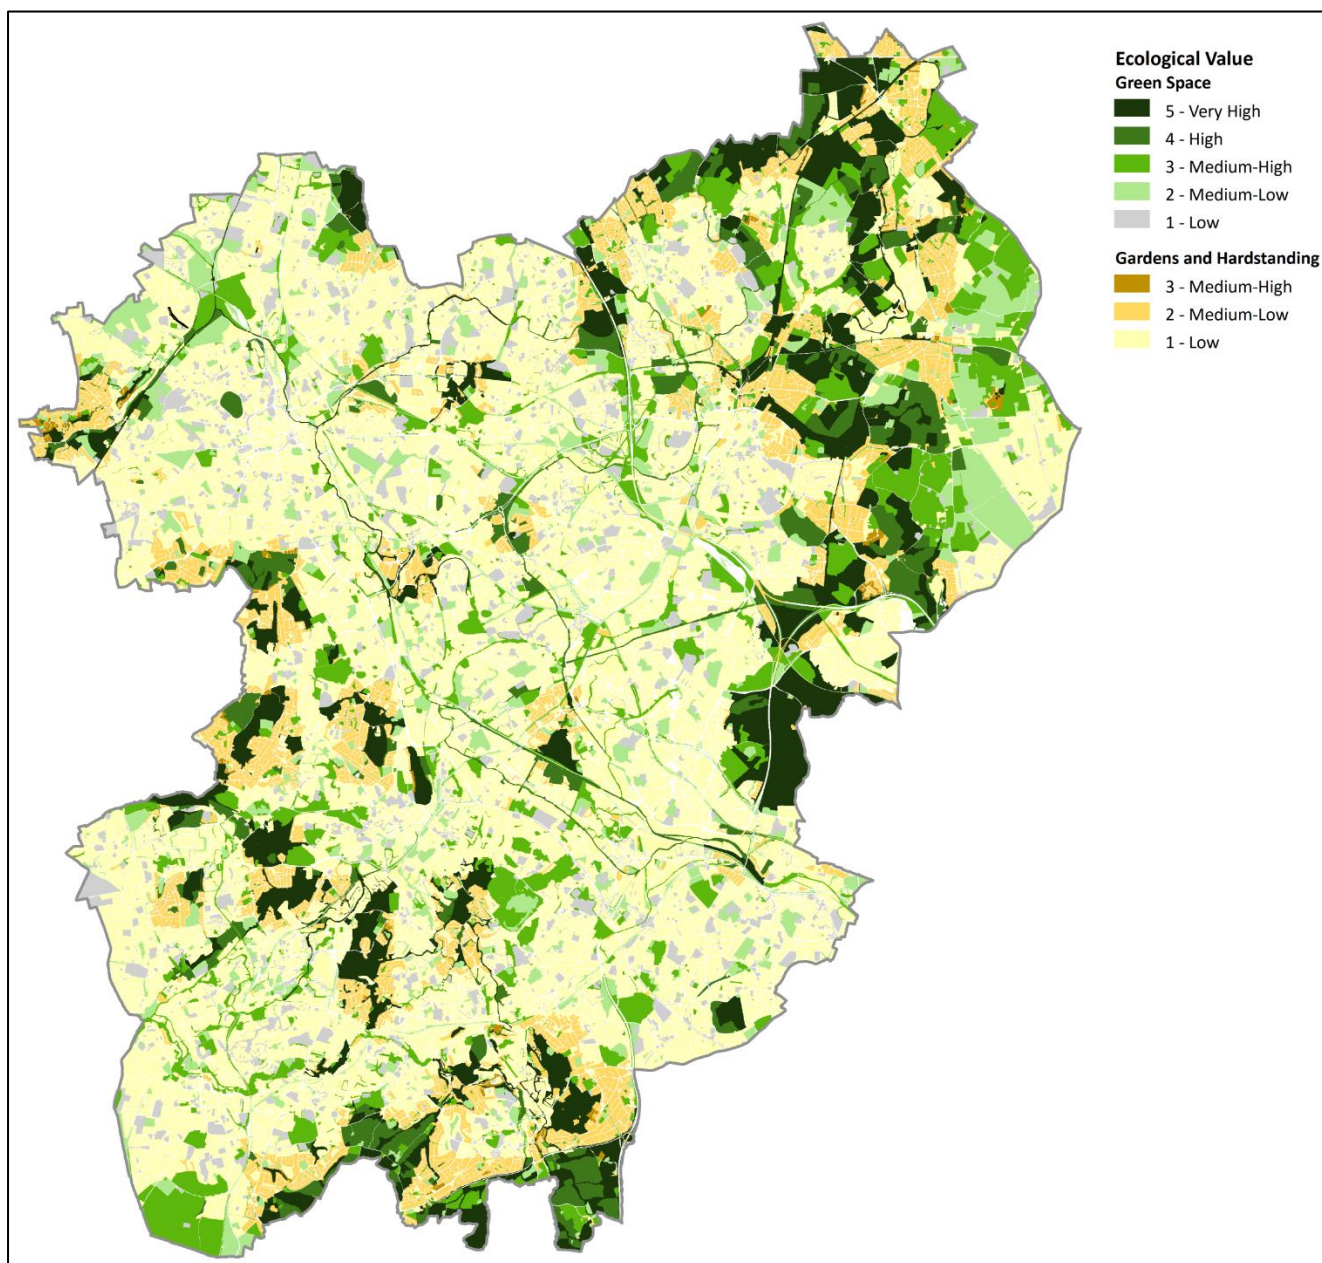 Ecological Value
Green Space
5 - Very High
4 - High
3 - Medium-High
2 - Medium-Low
1 - Low
Gardens and Hardstanding
3 - Medium-High
2 - Medium-Low
1 - Low